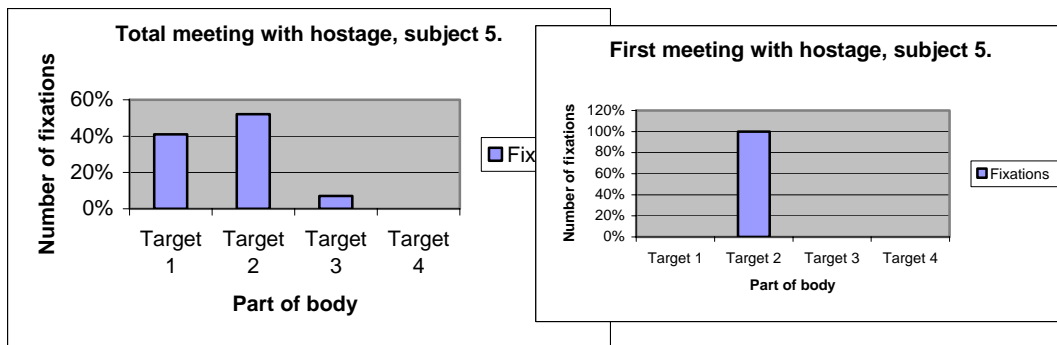 Total meeting with hostage, subject 5.
Number of fixations
60%
40%
20%
0%
Target
1
Target
2
Target
3
Target
4
Part of body
Fix
First meeting with hostage, subject 5.
Number of fixations
120%
100%
80%
60%
40%
20%
0%
Target 1 Target 2 Target 3 Target 4
Part of body
Fixations